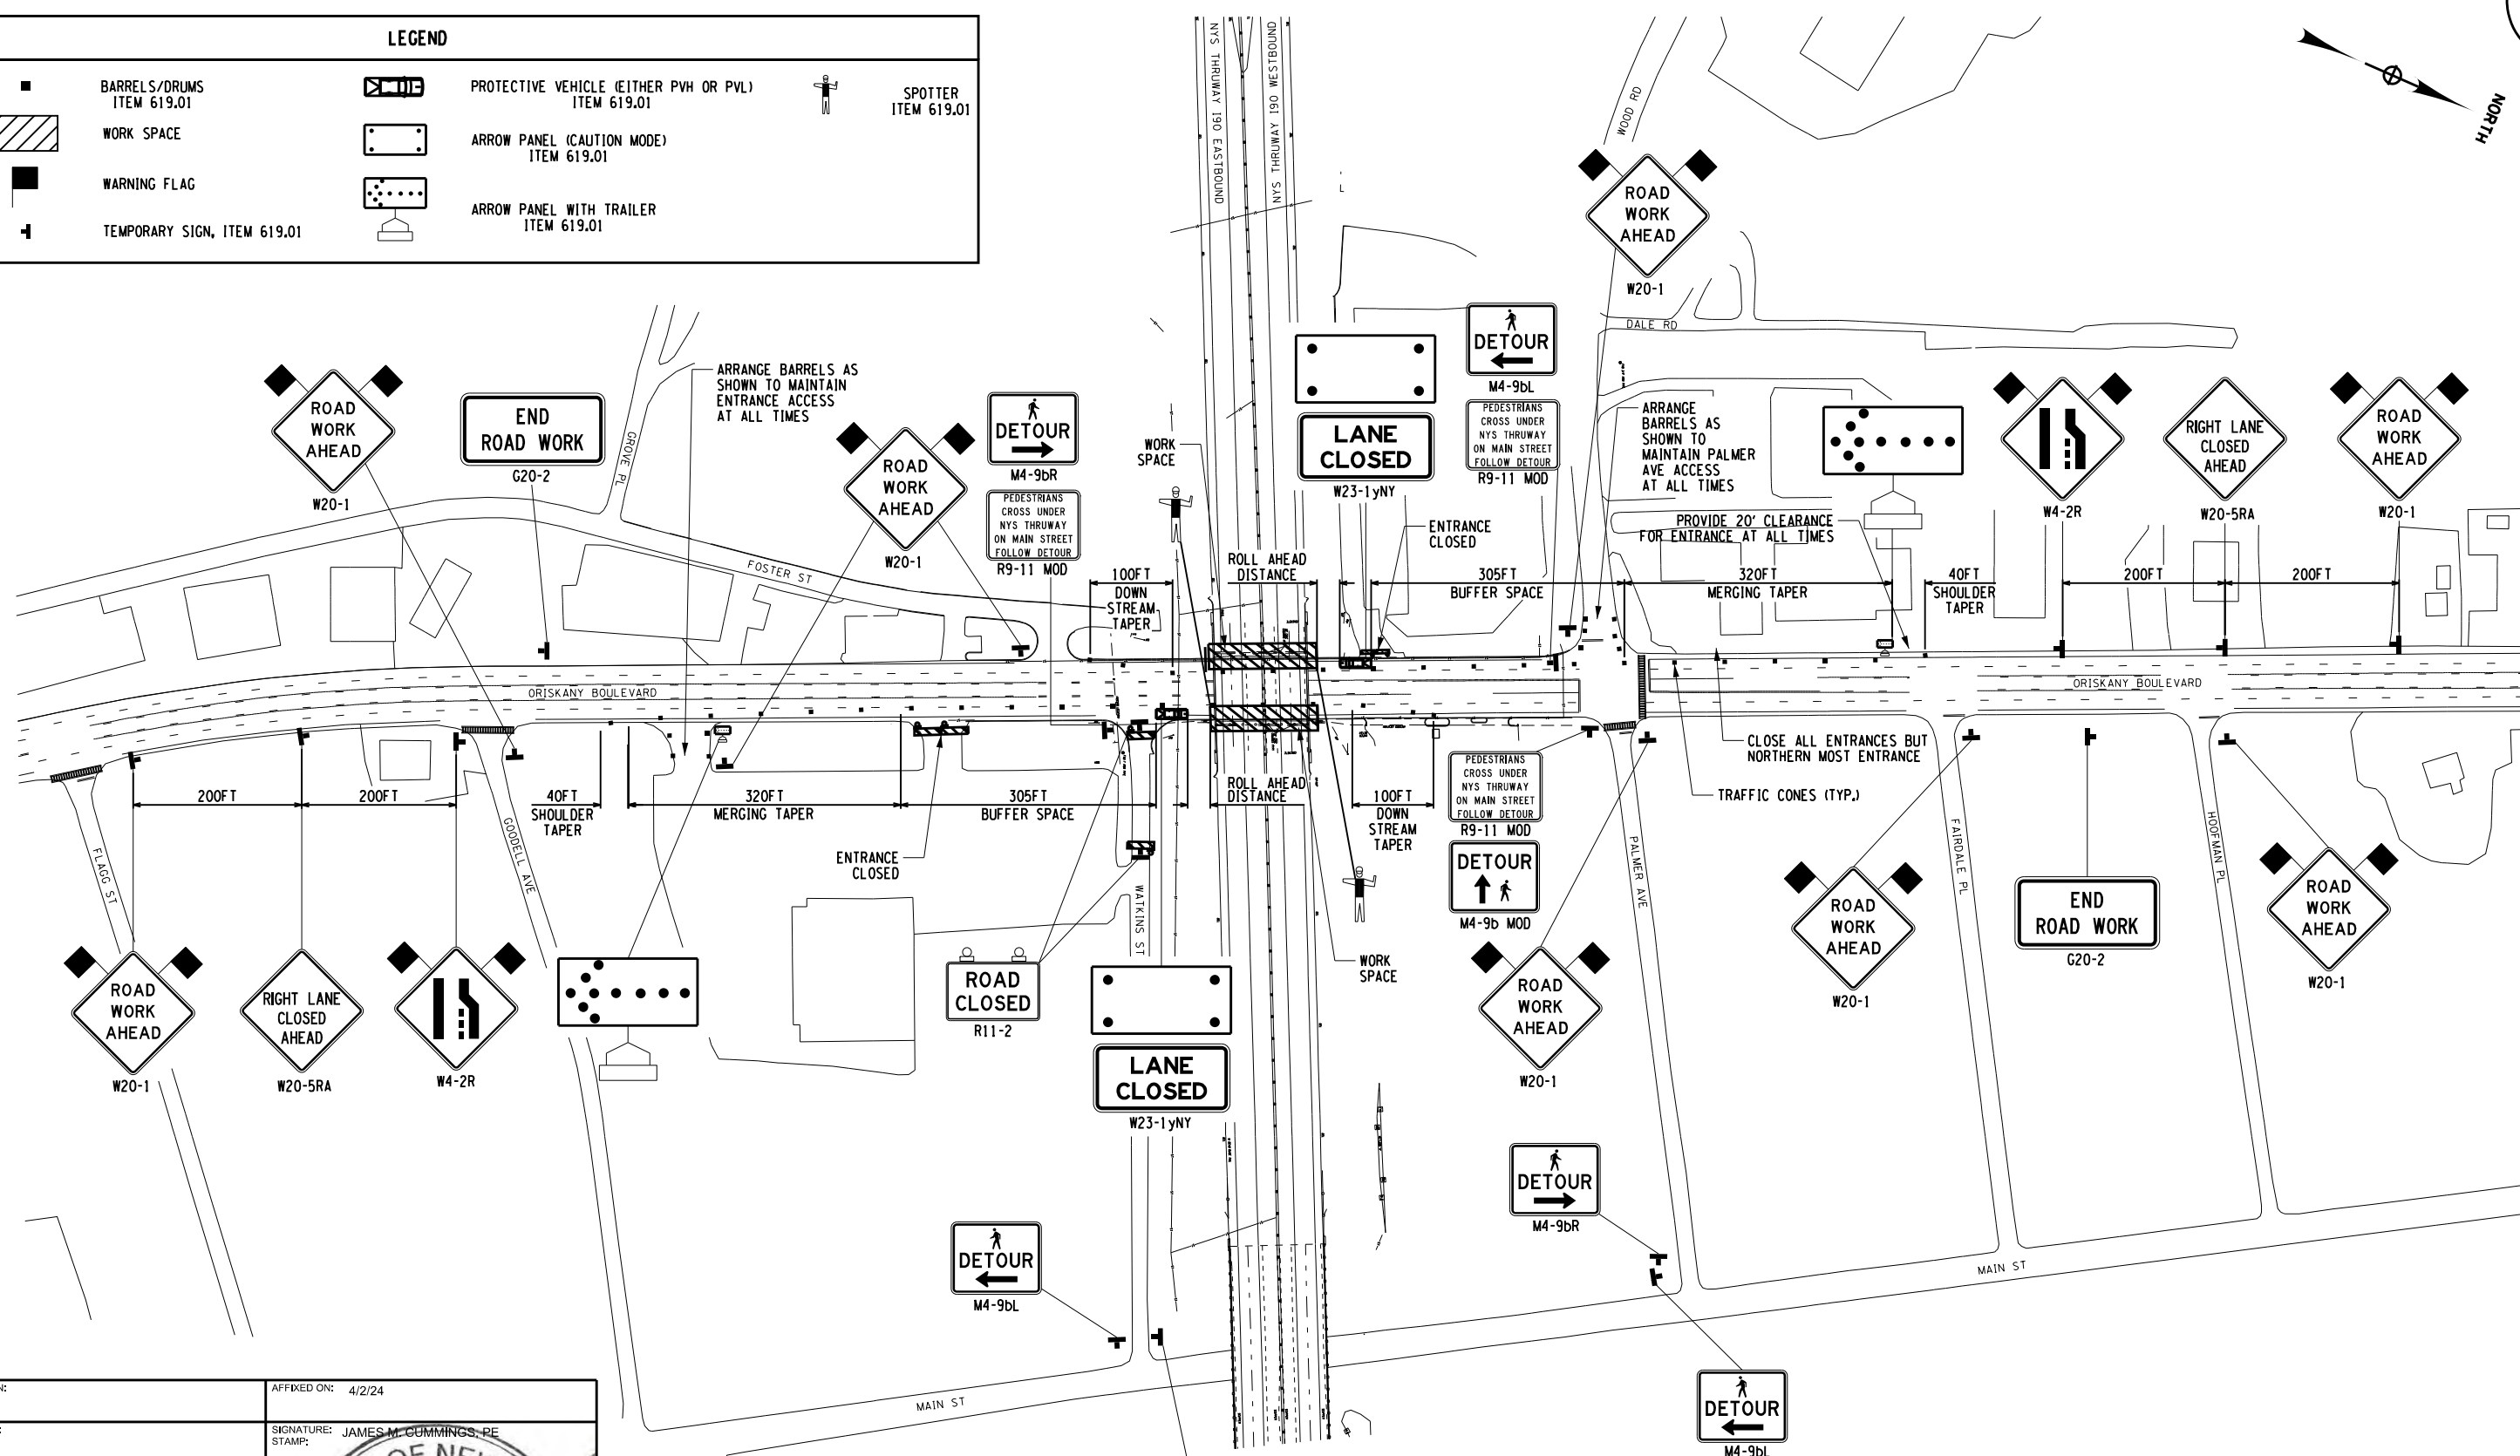 LEGEND
BARRELS/DRUMS
ITEM 619.01
WORK SPACE
WARNING FLAG
TEMPORARY SIGN, ITEM 619.01
PROTECTIVE VEHICLE (EITHER PVH OR PVL)
ITEM 619.01
ARROW PANEL (CAUTION MODE)
ITEM 619.01
ARROW PANEL WITH TRAILER
ITEM 619.01
SPOTTER
ITEM 619.01
NYS THRUWAY I90 EASTBOUND
NYS THRUWAY I90 WESTBOUND
WOOD RD
NORTH
ROAD
WORK
AHEAD
W20-1
DALE RD
ROAD
WORK
AHEAD
W20-1
END
ROAD WORK
G20-2
GROVE PL
ARRANGE BARRELS AS
SHOWN TO MAINTAIN
ENTRANCE ACCESS
AT ALL TIMES
ROAD
WORK
AHEAD
W20-1
DETOUR
M4-9bR
PEDESTRIANS
CROSS UNDER
NYS THRUWAY
ON MAIN STREET
FOLLOW DETOUR
R9-11 MOD
WORK
SPACE
LANE
CLOSED
W23-1yNY
DETOUR
M4-9bL
PEDESTRIANS
CROSS UNDER
NYS THRUWAY
ON MAIN STREET
FOLLOW DETOUR
R9-11 MOD
ENTRANCE
CLOSED
ARRANGE
BARRELS AS
SHOWN TO
MAINTAIN PALMER
AVE ACCESS
AT ALL TIMES
PROVIDE 20' CLEARANCE
FOR ENTRANCE AT ALL TIMES
W4-2R
RIGHT LANE
CLOSED
AHEAD
W20-5RA
ROAD
WORK
AHEAD
W20-1
FOSTER ST
100FT
DOWN
STREAM
TAPER
ROLL AHEAD
DISTANCE
305FT
BUFFER SPACE
320FT
MERGING TAPER
40FT
SHOULDER
TAPER
200FT
200FT
ORISKANY BOULEVARD
ORISKANY BOULEVARD
200FT
200FT
40FT
SHOULDER
TAPER
320FT
MERGING TAPER
305FT
BUFFER SPACE
ROLL AHEAD
DISTANCE
100FT
DOWN
STREAM
TAPER
CLOSE ALL ENTRANCES BUT
NORTHERN MOST ENTRANCE
TRAFFIC CONES (TYP.)
FLAGG ST
GOODELL AVE
ENTRANCE
CLOSED
WATKINS ST
PEDESTRIANS
CROSS UNDER
NYS THRUWAY
ON MAIN STREET
FOLLOW DETOUR
R9-11 MOD
DETOUR
M4-9b MOD
PALMER AVE
FAIRDALE PL
HOOFMAN PL
ROAD
WORK
AHEAD
W20-1
RIGHT LANE
CLOSED
AHEAD
W20-5RA
W4-2R
ROAD
CLOSED
R11-2
LANE
CLOSED
W23-1yNY
WORK
SPACE
ROAD
WORK
AHEAD
W20-1
ROAD
WORK
AHEAD
W20-1
END
ROAD WORK
G20-2
ROAD
WORK
AHEAD
W20-1
DETOUR
M4-9bR
DETOUR
M4-9bL
MAIN ST
MAIN ST
DETOUR
M4-9bL
AFFIXED ON: 4/2/24
SIGNATURE: JAMES M. CUMMINGS, PE
STAMP: